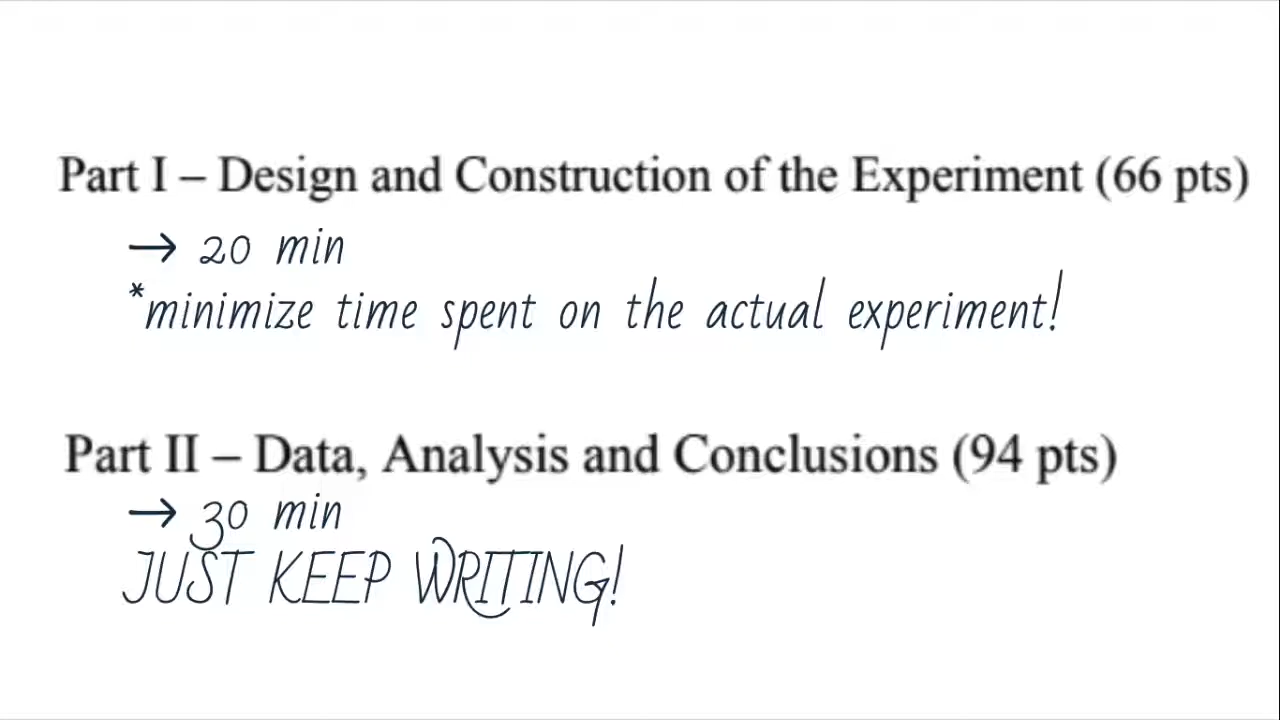 Part I – Design and Construction of the Experiment (66 pts)
→ 20 min
*minimize time spent on the actual experiment!
Part II – Data, Analysis and Conclusions (94 pts)
→ 30 min
JUST KEEP WRITING!